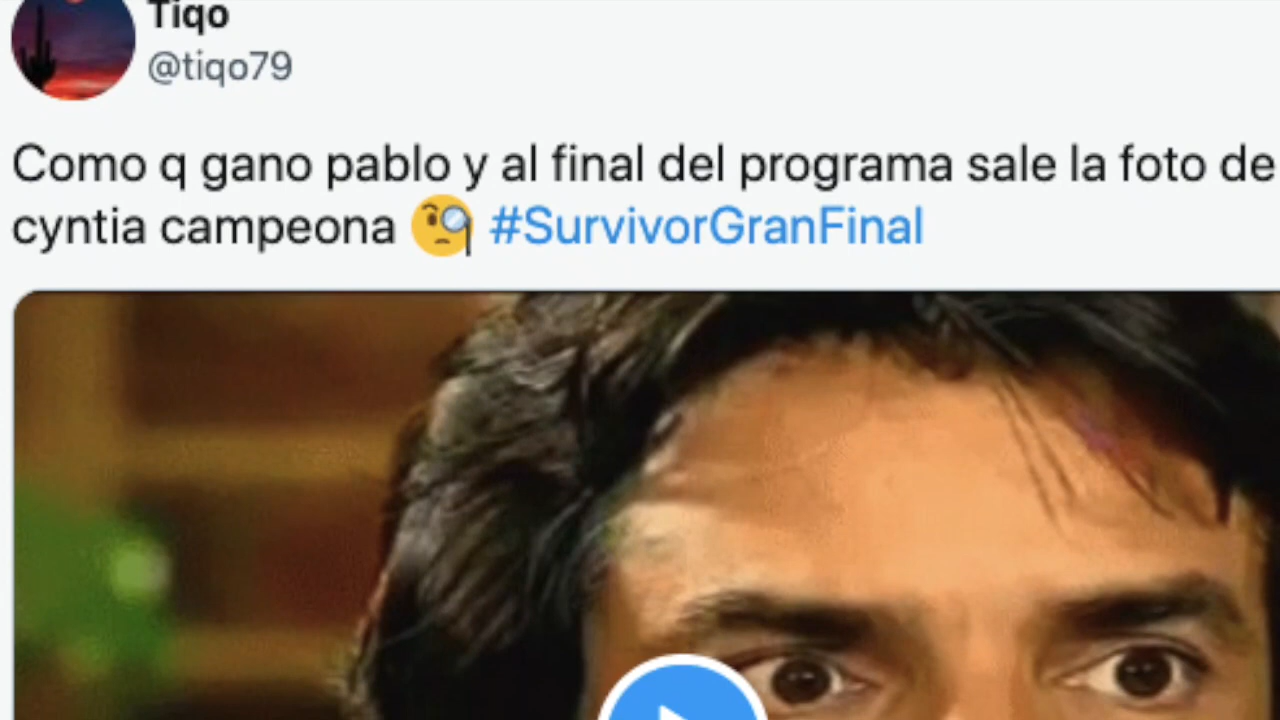 Tiqo
@tiqo79
Como q gano pablo y al final del programa sale la foto de
cyntia campeona 🧐 #SurvivorGranFinal